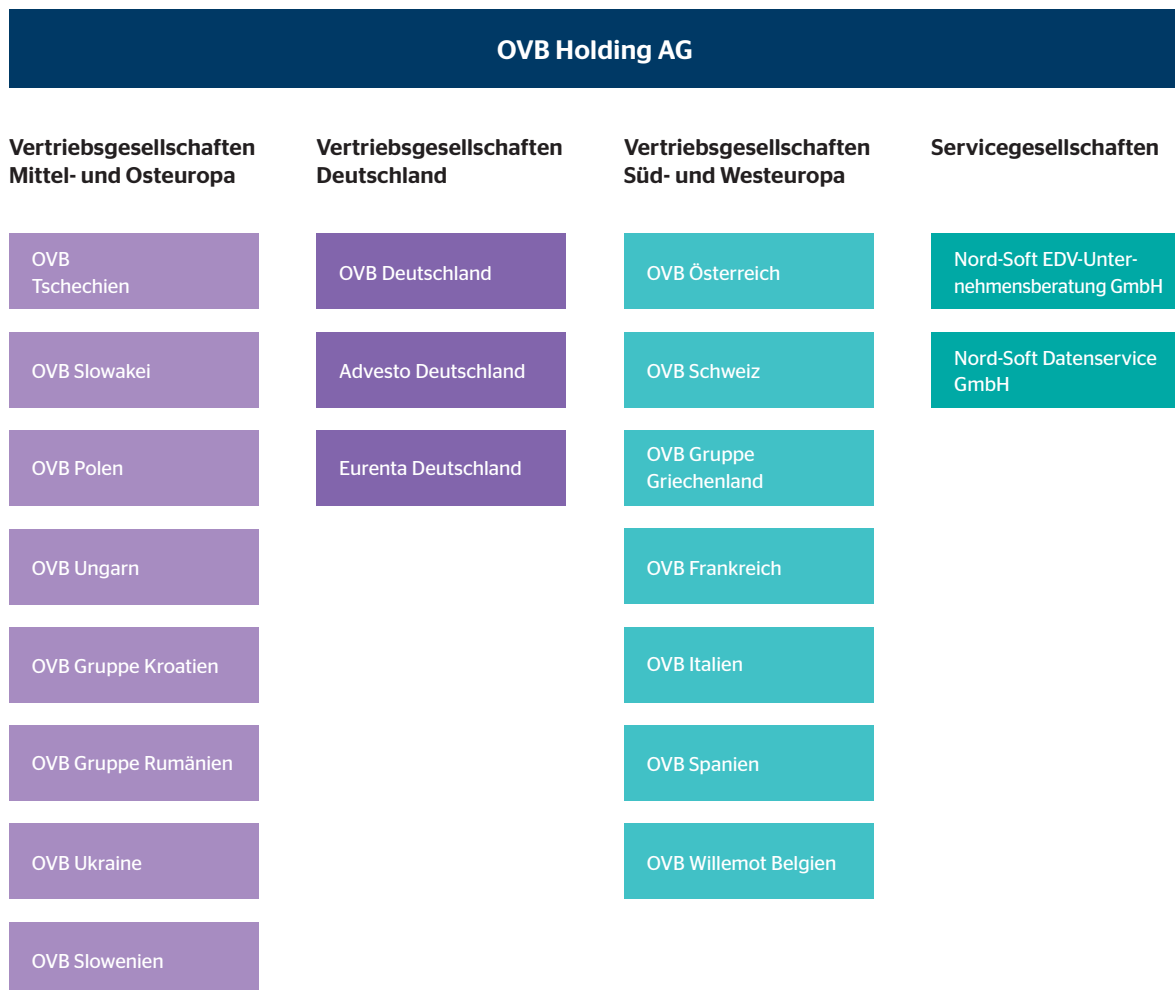 OVB Holding AG
Vertriebsgesellschaften
Mittel- und Osteuropa
OVB
Tschechien
OVB Slowakei
OVB Polen
OVB Ungarn
OVB Gruppe Kroatien
OVB Gruppe Rumänien
OVB Ukraine
OVB Slowenien
Vertriebsgesellschaften
Deutschland
OVB Deutschland
Advesto Deutschland
Eurenta Deutschland
Vertriebsgesellschaften
Süd- und Westeuropa
OVB Österreich
OVB Schweiz
OVB Gruppe
Griechenland
OVB Frankreich
OVB Italien
OVB Spanien
OVB Willemot Belgien
Servicegesellschaften
Nord-Soft EDV-Unter-
nehmensberatung GmbH
Nord-Soft Datenservice
GmbH